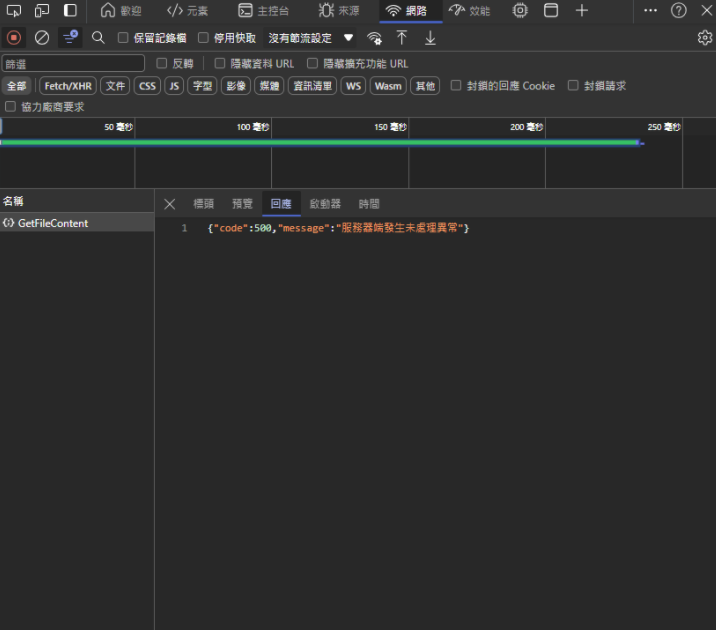 歡迎 元素 主控台 來源 網路 效能
保留記錄檔 停用快取 沒有節流設定
篩選 反轉 隱藏資料 URL 隱藏擴充功能 URL
全部 Fetch/XHR 文件 CSS JS 字型 影像 媒體 資訊清單 WS Wasm 其他 封鎖的回應 Cookie 封鎖請求
協力廠商要求
50 毫秒 100 毫秒 150 毫秒 200 毫秒 250 毫秒
名稱 標頭 預覽 回應 啟動器 時間
GetFileContent 1 {"code":500,"message":"服務器端發生未處理異常"}